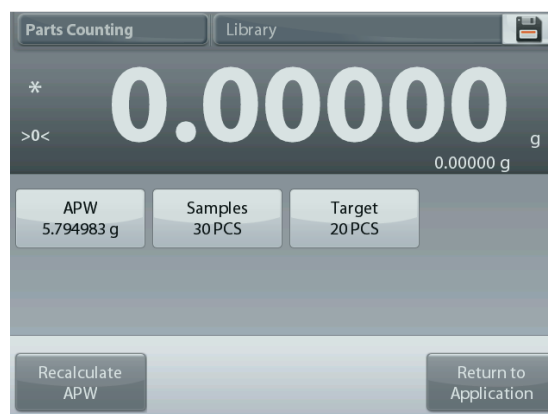 Parts Counting
Library
*
0.00000 g
>0<
0.00000 g
APW
5.794983 g
Samples
30 PCS
Target
20 PCS
Recalculate
APW
Return to
Application